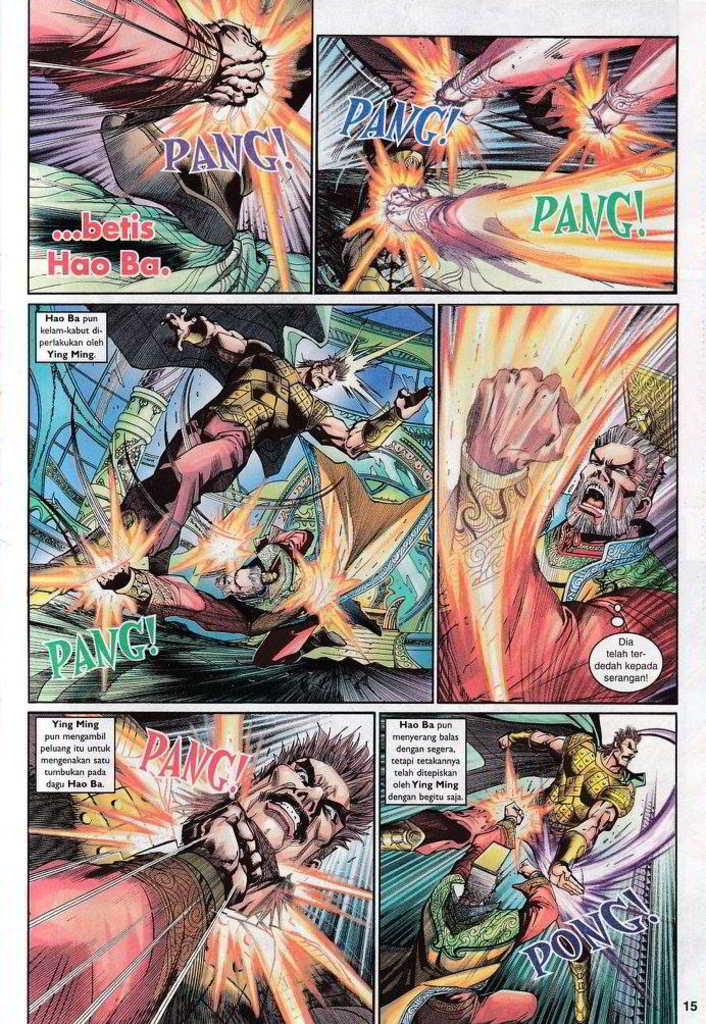 PANG!
...betis
Hao Ba.
PANG!
PANG!
Hao Ba pun
kelam-kabut di-
perlakukan oleh
Ying Ming.
PANG!
Dia
telah ter-
dedah kepada
serangan!
Ying Ming
pun mengambil
peluang itu untuk
mengenakan satu
tumbukan pada
dagu Hao Ba.
PANG!
Hao Ba pun
menyerang balas
dengan segera,
tetapi tetakannya
telah ditepiskan
oleh Ying Ming
dengan begitu saja.
PONG!
15